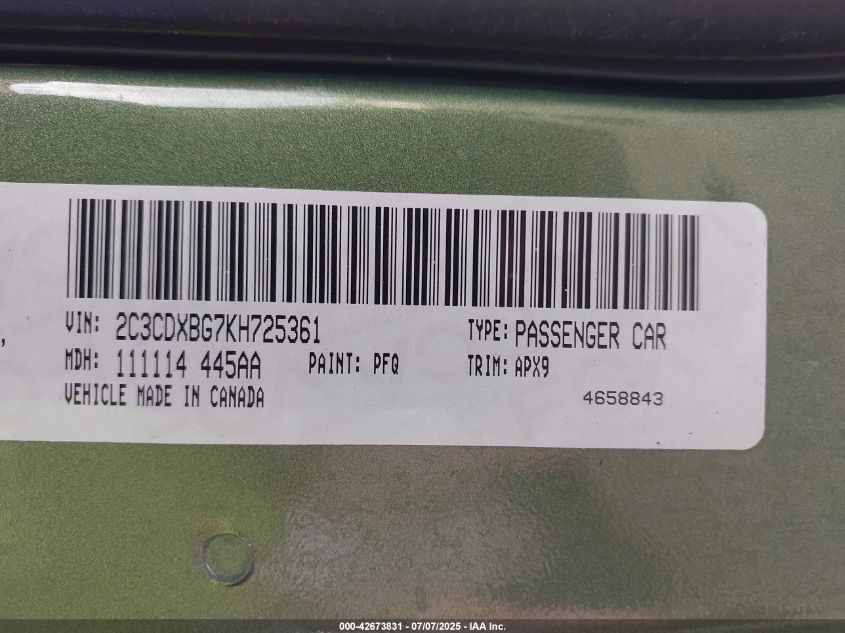 VIN: 2C3CDXBG7KH725361 TYPE: PASSENGER CAR
MDH: 111114 445AA PAINT: PFQ TRIM: APX9
VEHICLE MADE IN CANADA 4658843
000-42673831 - 07/07/2025 - IAA Inc.